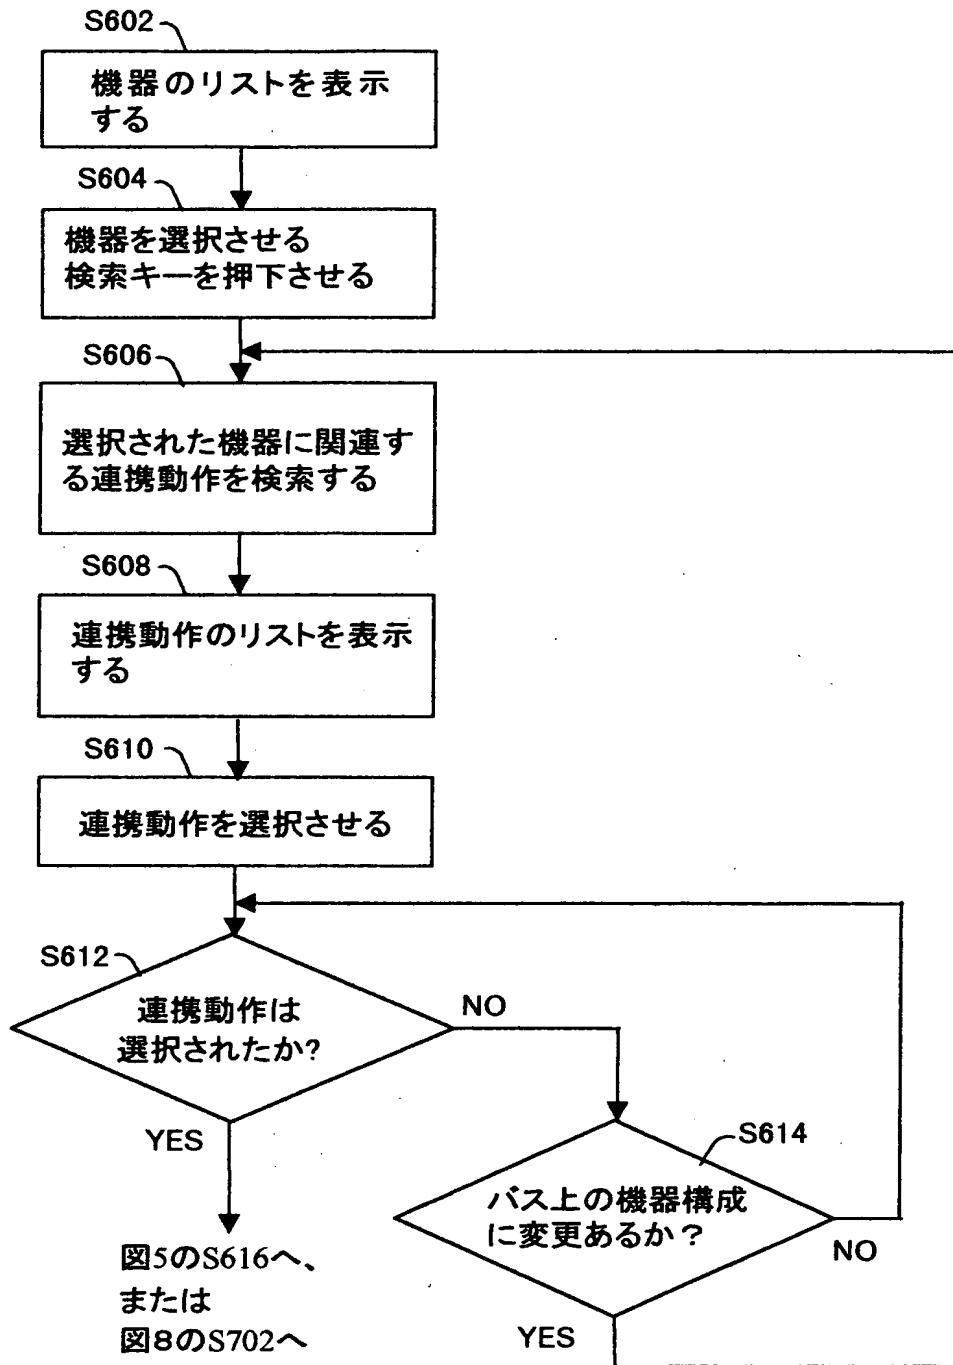 S602
機器のリストを表示
する
S604
機器を選択させる
検索キーを押下させる
S606
選択された機器に関連す
る連携動作を検索する
S608
連携動作のリストを表示
する
S610
連携動作を選択させる
S612
連携動作は
選択されたか?
NO
YES
S614
バス上の機器構成
に変更あるか？
NO
YES
図5のS616へ、
または
図8のS702へ